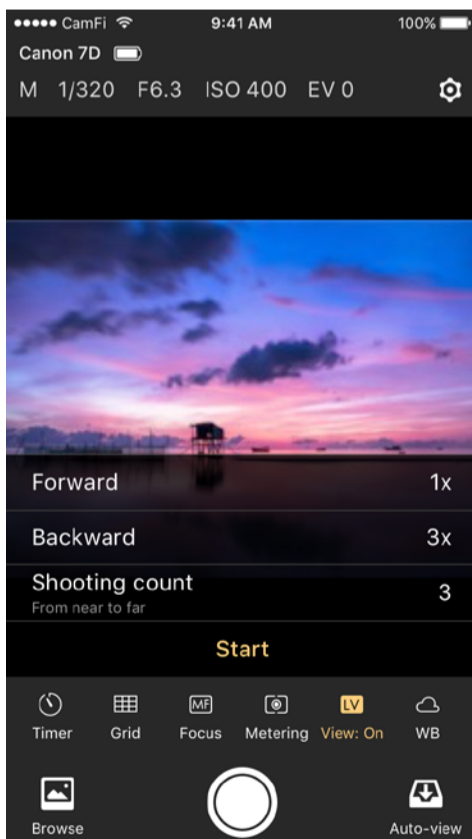 CamFi 9:41 AM 100%
Canon 7D
M 1/320 F6.3 ISO 400 EV 0
Forward 1x
Backward 3x
Shooting count 3
From near to far
Start
MF LV
Timer Grid Focus Metering View: On WB
Browse Auto-view